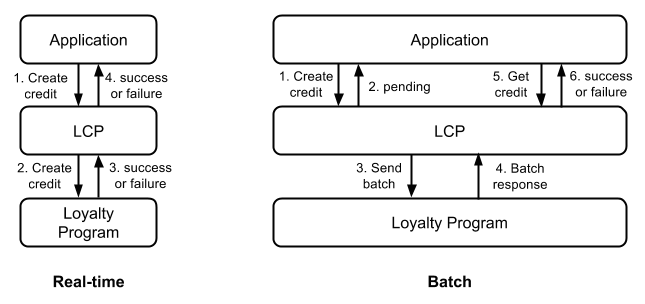 Application
1. Create
credit
4. success
or failure
LCP
2. Create
credit
3. success
or failure
Loyalty
Program
Real-time
Application
1. Create
credit
2. pending
5. Get
credit
6. success
or failure
LCP
3. Send
batch
4. Batch
response
Loyalty Program
Batch